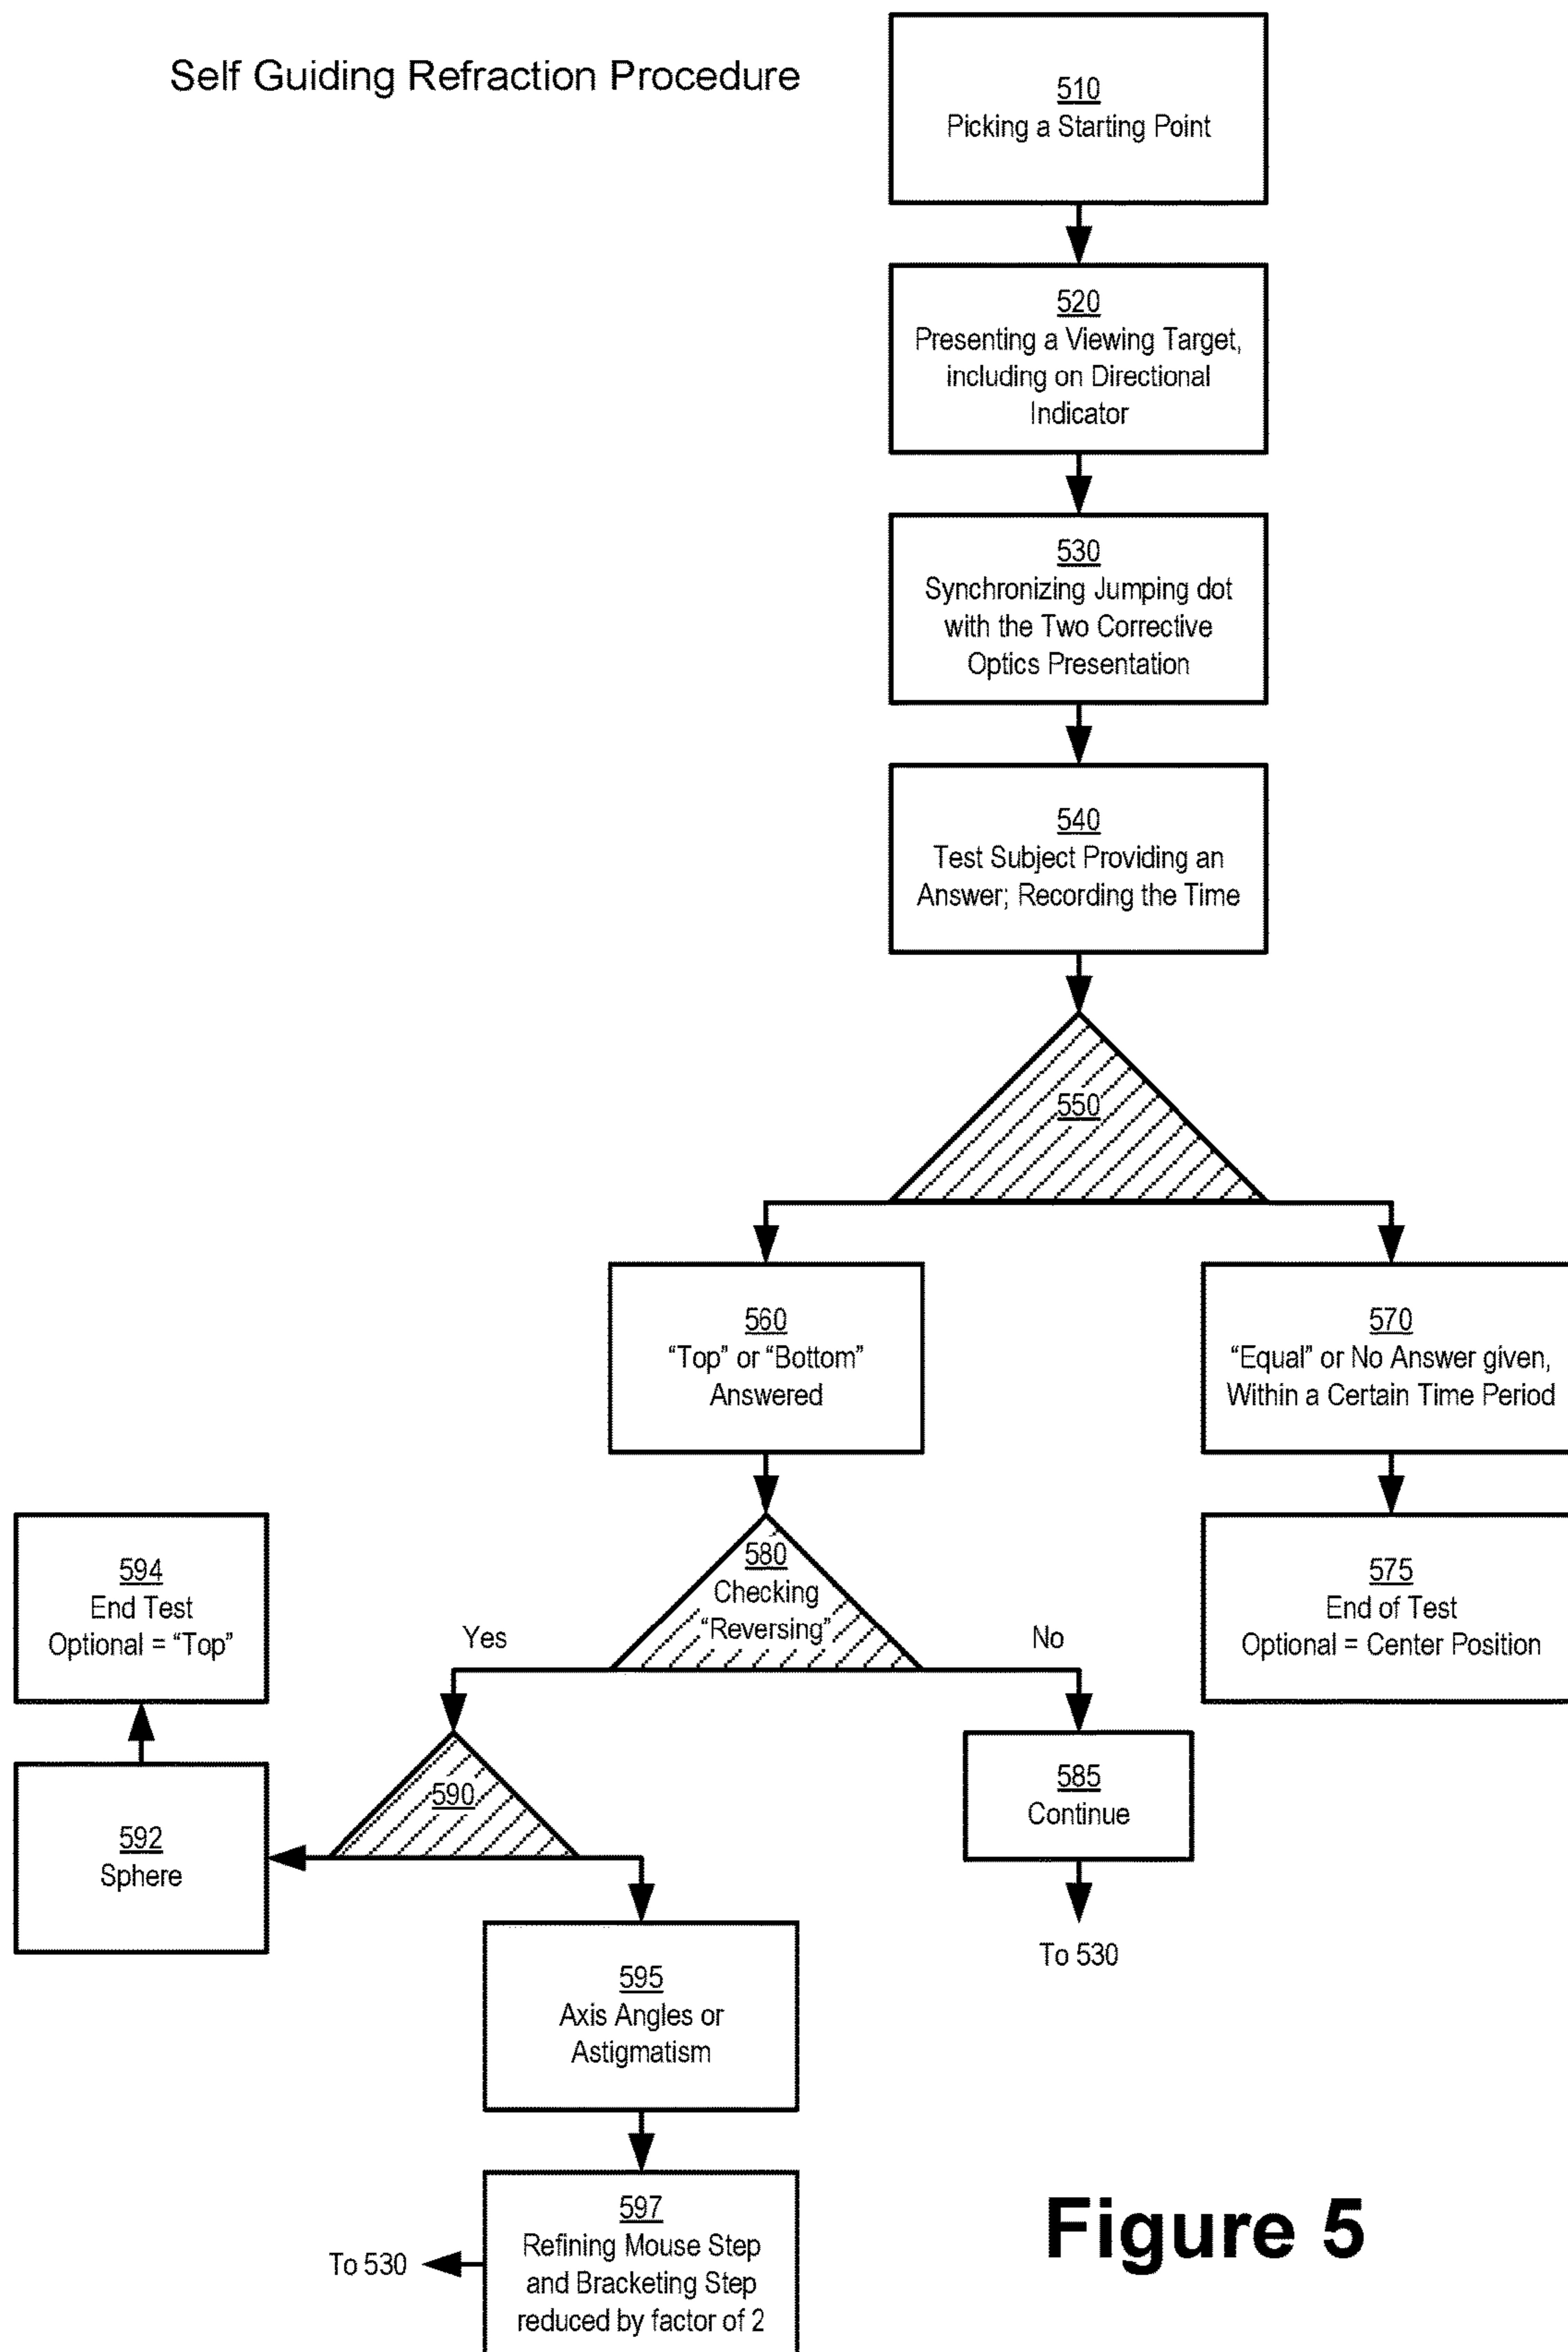 Self Guiding Refraction Procedure
510
Picking a Starting Point
520
Presenting a Viewing Target,
including on Directional
Indicator
530
Synchronizing Jumping dot
with the Two Corrective
Optics Presentation
540
Test Subject Providing an
Answer; Recording the Time
550
560
“Top” or “Bottom”
Answered
570
“Equal” or No Answer given,
Within a Certain Time Period
580
Checking
“Reversing”
Yes
No
575
End of Test
Optional = Center Position
594
End Test
Optional = “Top”
590
592
Sphere
585
Continue
To 530
595
Axis Angles or
Astigmatism
597
Refining Mouse Step
and Bracketing Step
reduced by factor of 2
To 530
Figure 5